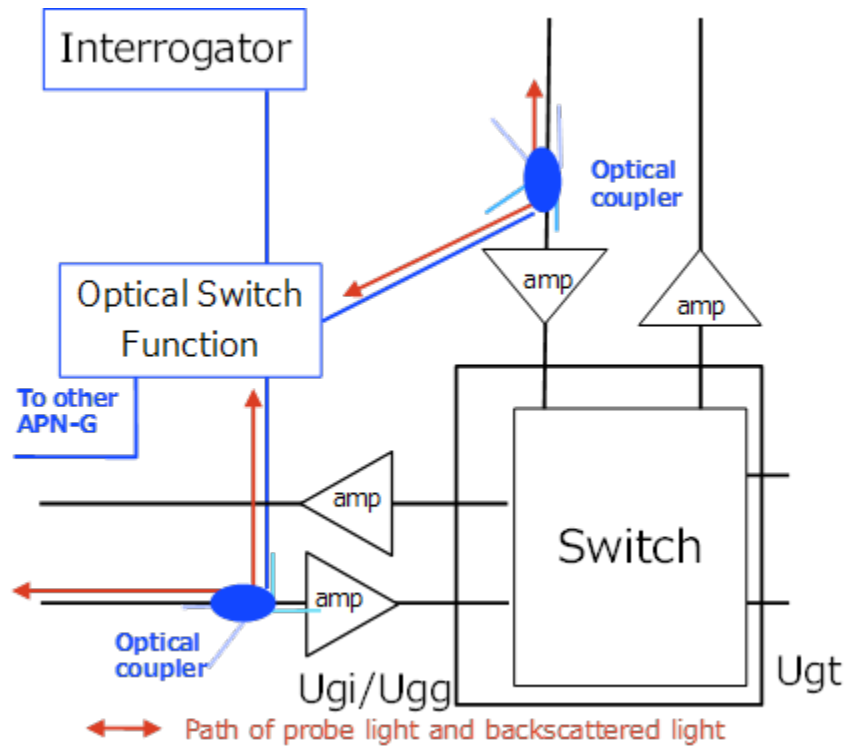 Interrogator
Optical
coupler
amp
amp
Optical Switch
Function
To other
APN-G
amp
Switch
amp
Optical
coupler
Ugi/Ugg
Ugt
Path of probe light and backscattered light